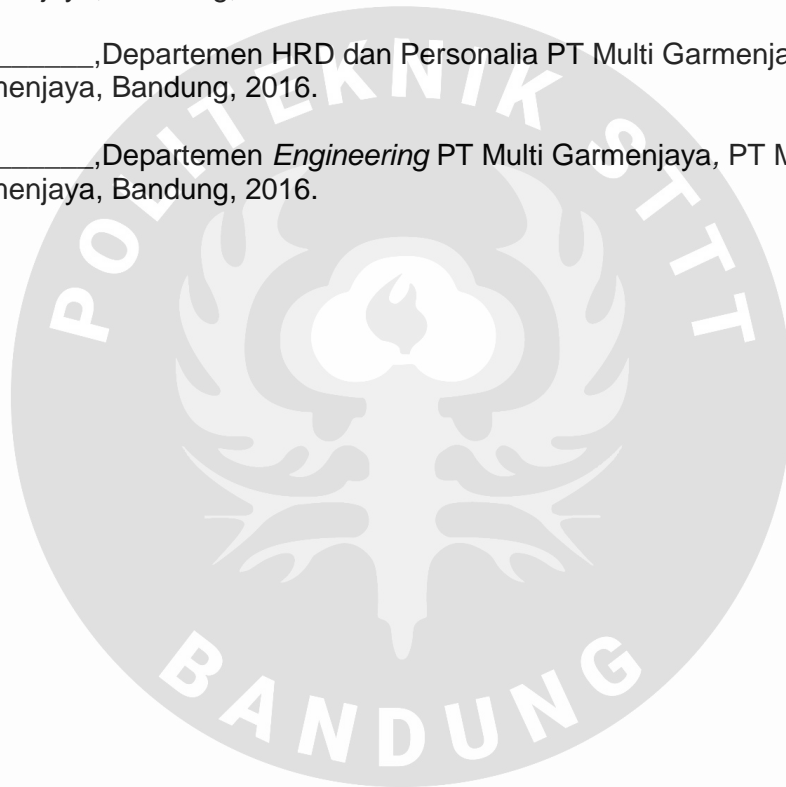 ______,Departemen HRD dan Personalia PT Multi Garmenja
nenjaya, Bandung, 2016.
______,Departemen Engineering PT Multi Garmenjaya, PT M
nenjaya, Bandung, 2016.
POLITEKNIK STTT
BANDUNG